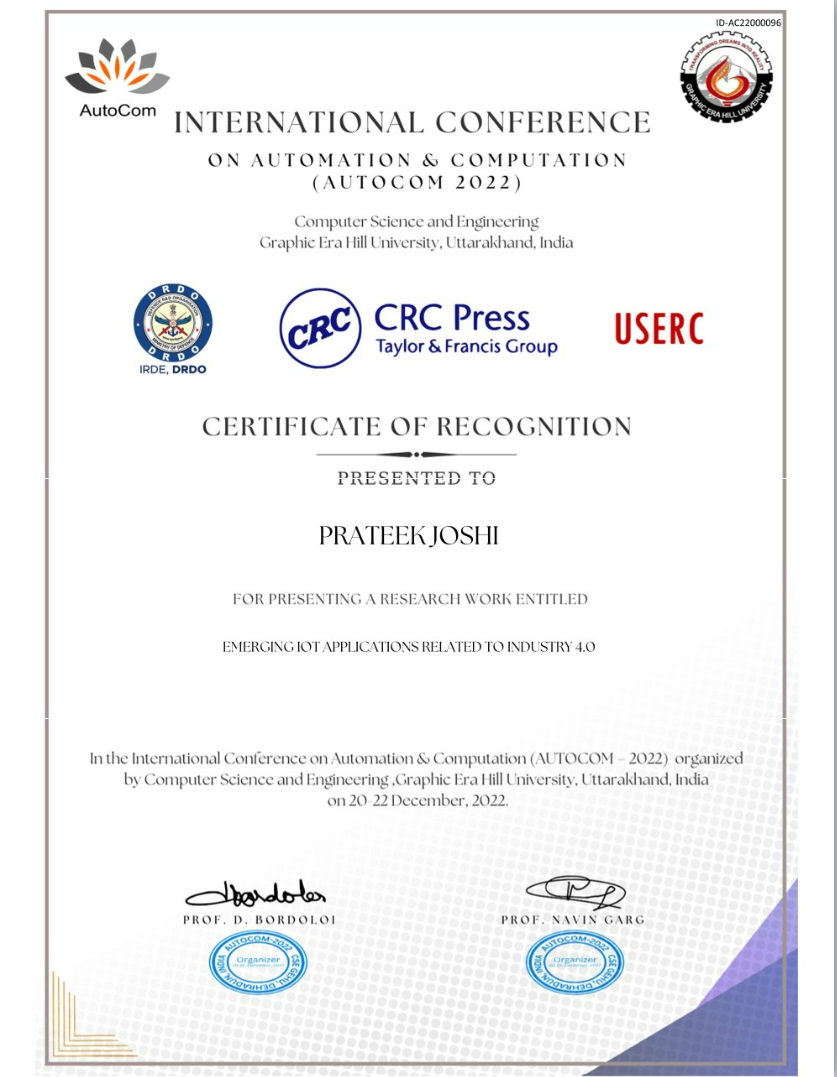 ID-AC22000096
AutoCom
TRANSFORMING DREAMS INTO REALITY
GRAPHIC ERA HILL UNIVERSITY
INTERNATIONAL CONFERENCE
ON AUTOMATION & COMPUTATION
(AUTOCOM 2022)
Computer Science and Engineering
Graphic Era Hill University, Uttarakhand, India
DRDO
DRDO
IRDE, DRDO
CRC
CRC Press
Taylor & Francis Group
USERC
CERTIFICATE OF RECOGNITION
PRESENTED TO
PRATEEK JOSHI
FOR PRESENTING A RESEARCH WORK ENTITLED
EMERGING IOT APPLICATIONS RELATED TO INDUSTRY 4.0
In the International Conference on Automation & Computation (AUTOCOM – 2022) organized
by Computer Science and Engineering ,Graphic Era Hill University, Uttarakhand, India
on 20-22 December, 2022.
PROF. D. BORDOLOI
PROF. NAVIN GARG
AUTOCOM-2022
Organizer
CSE GEHU, DEHRADUN, INDIA
AUTOCOM-2022
Organizer
CSE GEHU, DEHRADUN, INDIA